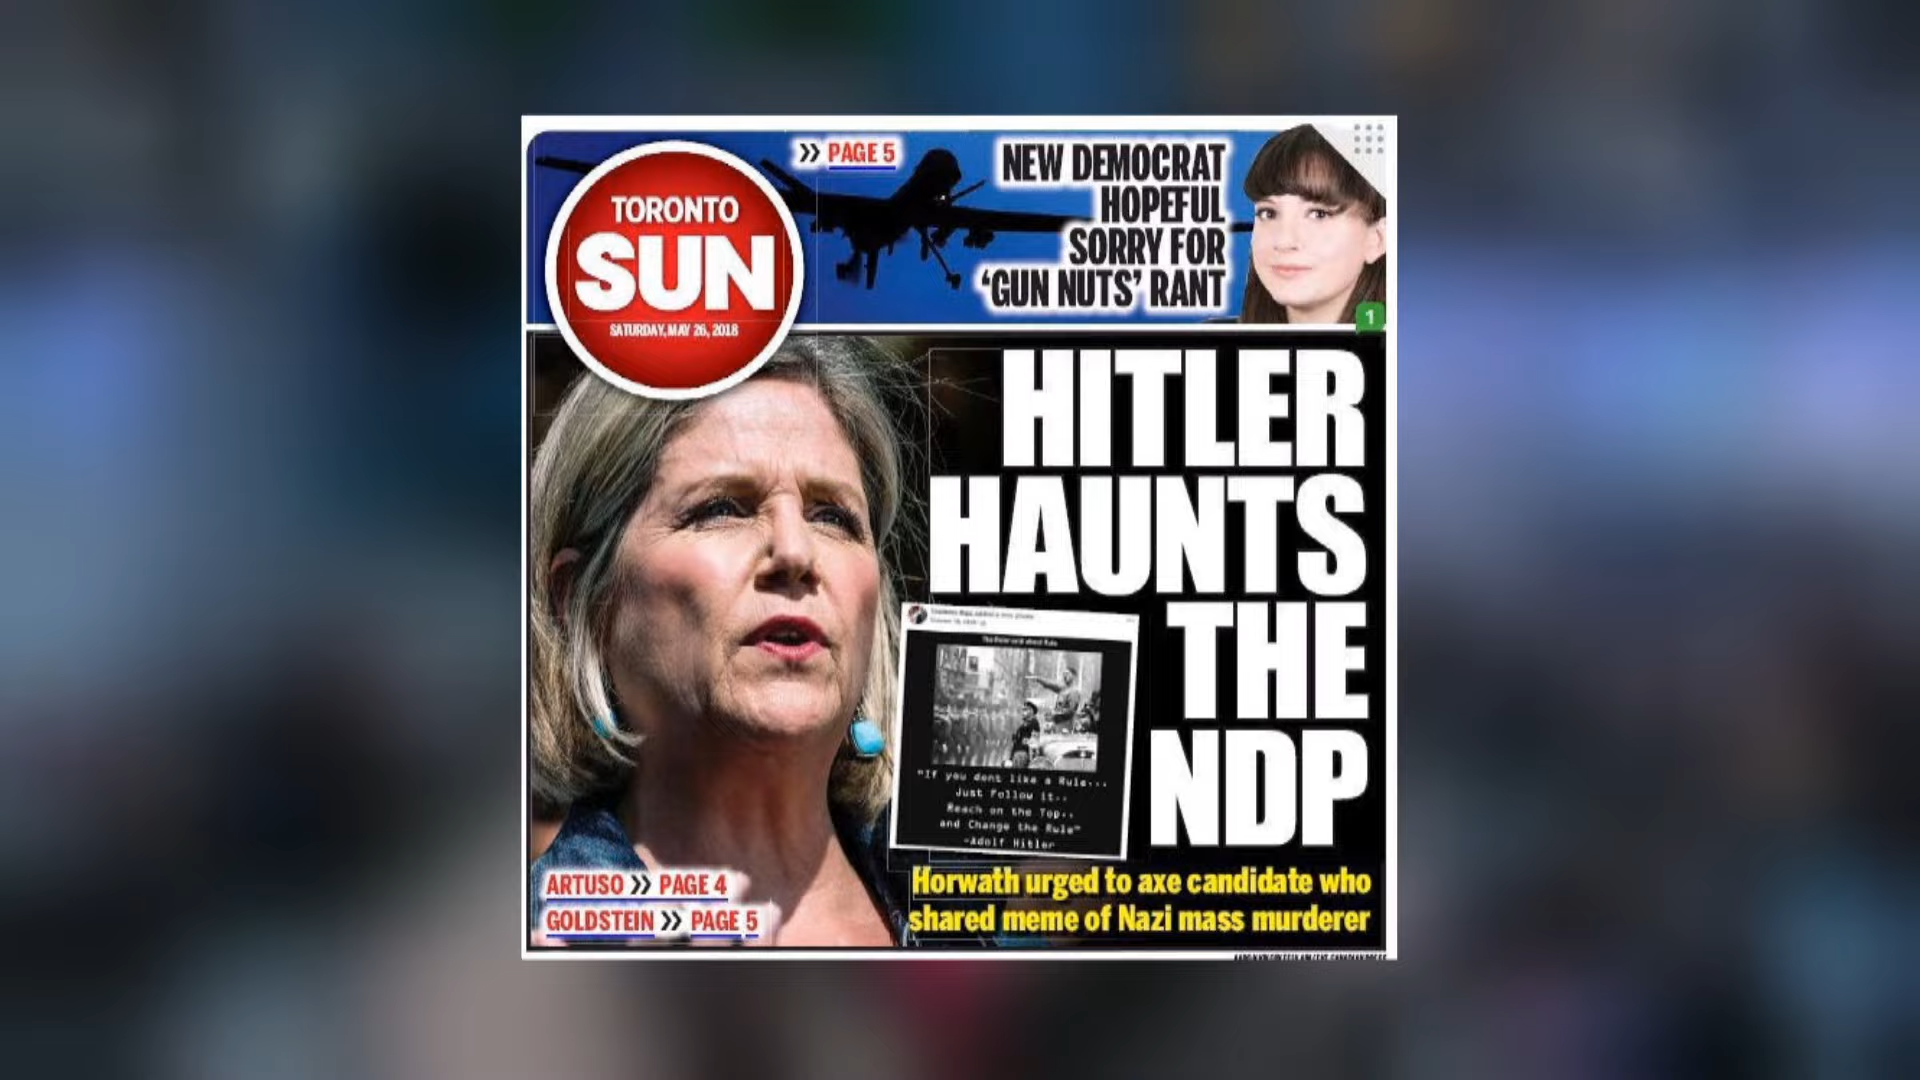 TORONTO
SUN
SATURDAY, MAY 26, 2018
>> PAGE 5
NEW DEMOCRAT
HOPEFUL
SORRY FOR
‘GUN NUTS’ RANT
1
HITLER
HAUNTS
THE
NDP
"If you dont like a Rule...
Just Follow it..
Reach on the Top..
and Change the Rule"
-Adolf Hitler
Horwath urged to axe candidate who
shared meme of Nazi mass murderer
ARTUSO >> PAGE 4
GOLDSTEIN >> PAGE 5